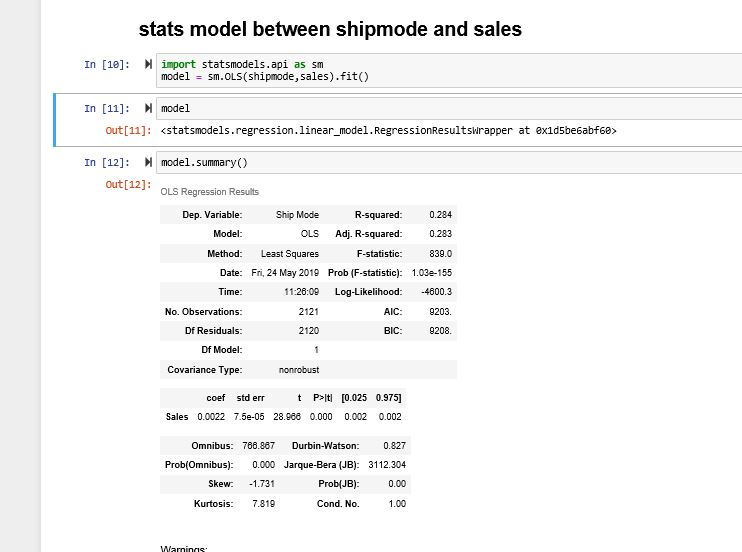 stats model between shipmode and sales
In [10]: import statsmodels.api as sm
model = sm.OLS(shipmode,sales).fit()
In [11]: model
Out[11]: <statsmodels.regression.linear_model.RegressionResultsWrapper at 0x1d5be6abf60>
In [12]: model.summary()
Out[12]:
OLS Regression Results
Dep. Variable: Ship Mode R-squared: 0.284
Model: OLS Adj. R-squared: 0.283
Method: Least Squares F-statistic: 839.0
Date: Fri, 24 May 2019 Prob (F-statistic): 1.03e-155
Time: 11:26:09 Log-Likelihood: -4600.3
No. Observations: 2121 AIC: 9203.
Df Residuals: 2120 BIC: 9208.
Df Model: 1
Covariance Type: nonrobust
coef std err t P>|t| [0.025 0.975]
Sales 0.0022 7.5e-05 28.966 0.000 0.002 0.002
Omnibus: 766.867 Durbin-Watson: 0.827
Prob(Omnibus): 0.000 Jarque-Bera (JB): 3112.304
Skew: -1.731 Prob(JB): 0.00
Kurtosis: 7.819 Cond. No. 1.00
Warnings: